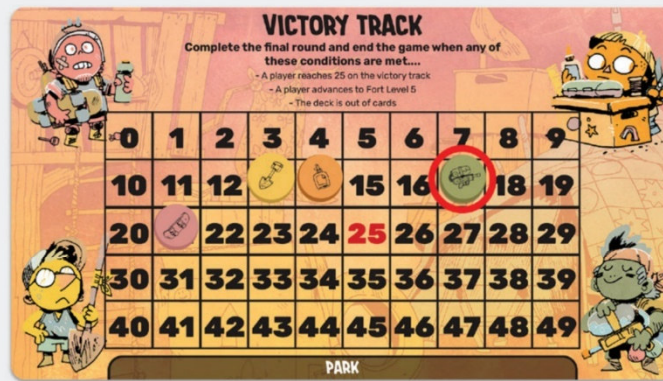 VICTORY TRACK
Complete the final round and end the game when any of
these conditions are met....
- A player reaches 25 on the victory track
- A player advances to Fort Level 5
- The deck is out of cards
0 1 2 3 4 5 6 7 8 9
10 11 12 15 16 18 19
20 22 23 24 25 26 27 28 29
30 31 32 33 34 35 36 37 38 39
40 41 42 43 44 45 46 47 48 49
PARK